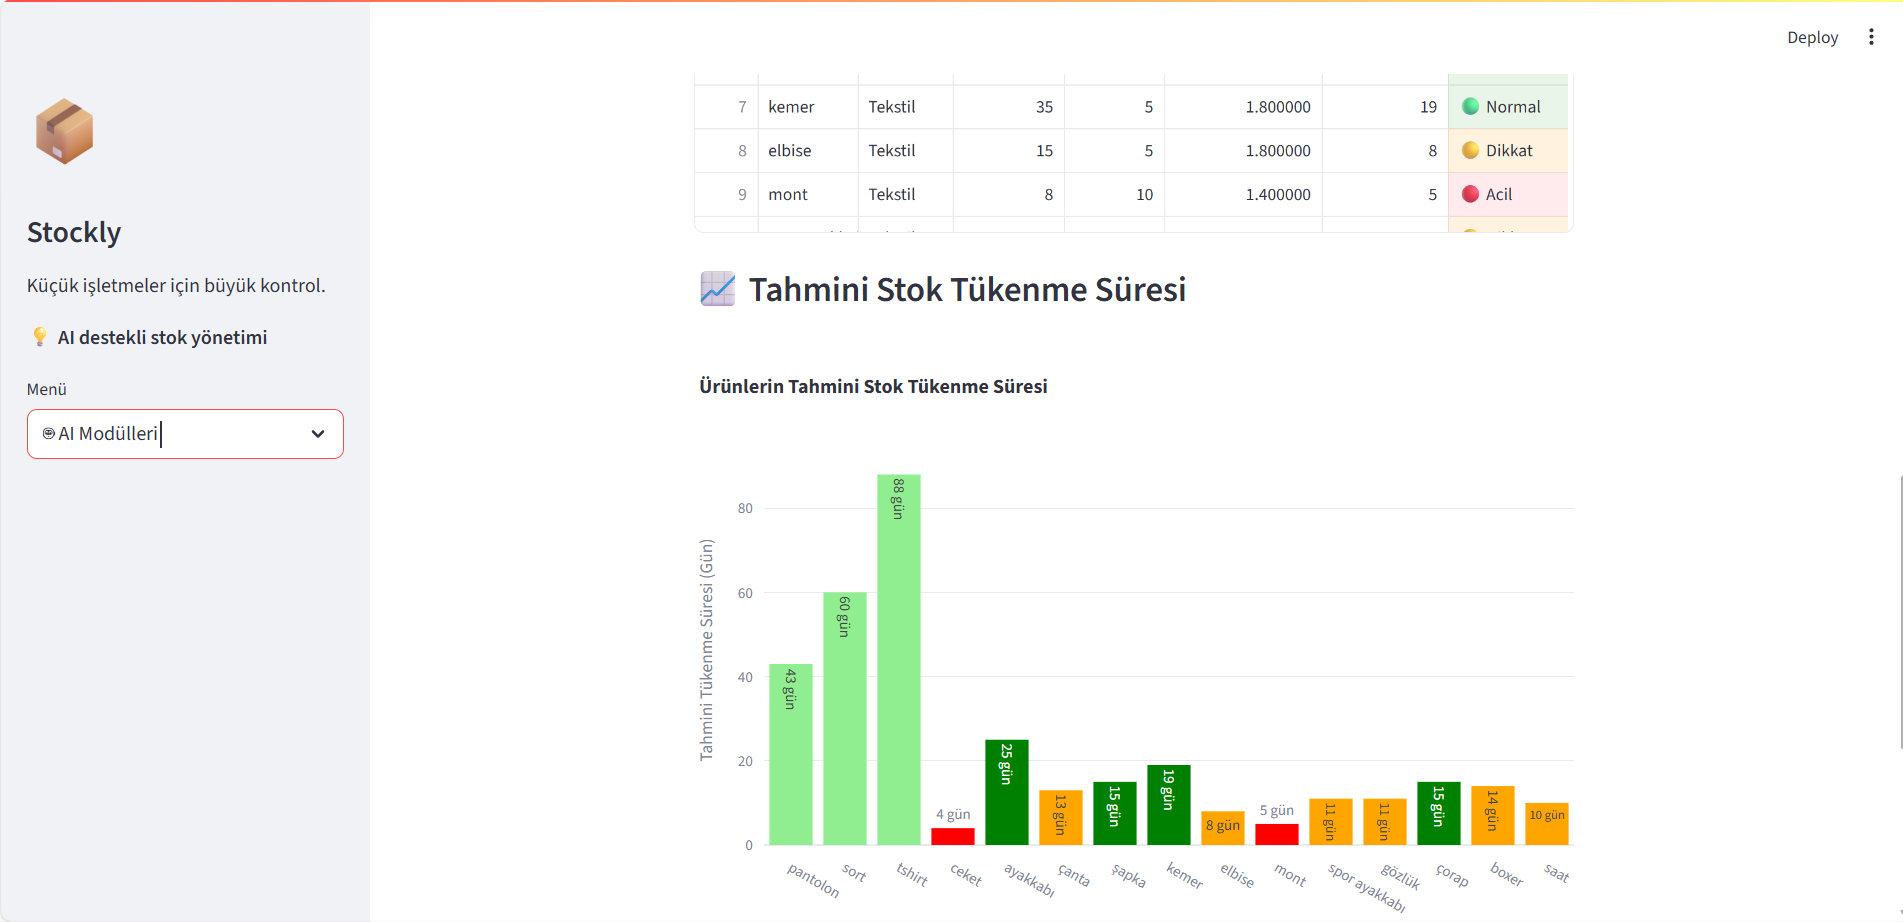 Deploy
Stockly
Küçük işletmeler için büyük kontrol.
AI destekli stok yönetimi
Menü
AI Modülleri
7 kemer Tekstil 35 5 1.800000 19 Normal
8 elbise Tekstil 15 5 1.800000 8 Dikkat
9 mont Tekstil 8 10 1.400000 5 Acil
Tahmini Stok Tükenme Süresi
Ürünlerin Tahmini Stok Tükenme Süresi
Tahmini Tükenme Süresi (Gün)
80
60
40
20
0
43 gün
60 gün
88 gün
4 gün
25 gün
13 gün
15 gün
19 gün
8 gün
5 gün
11 gün
11 gün
15 gün
14 gün
10 gün
pantolon
sort
tshirt
ceket
ayakkabı
çanta
şapka
kemer
elbise
mont
spor ayakkabı
gözlük
çorap
boxer
saat